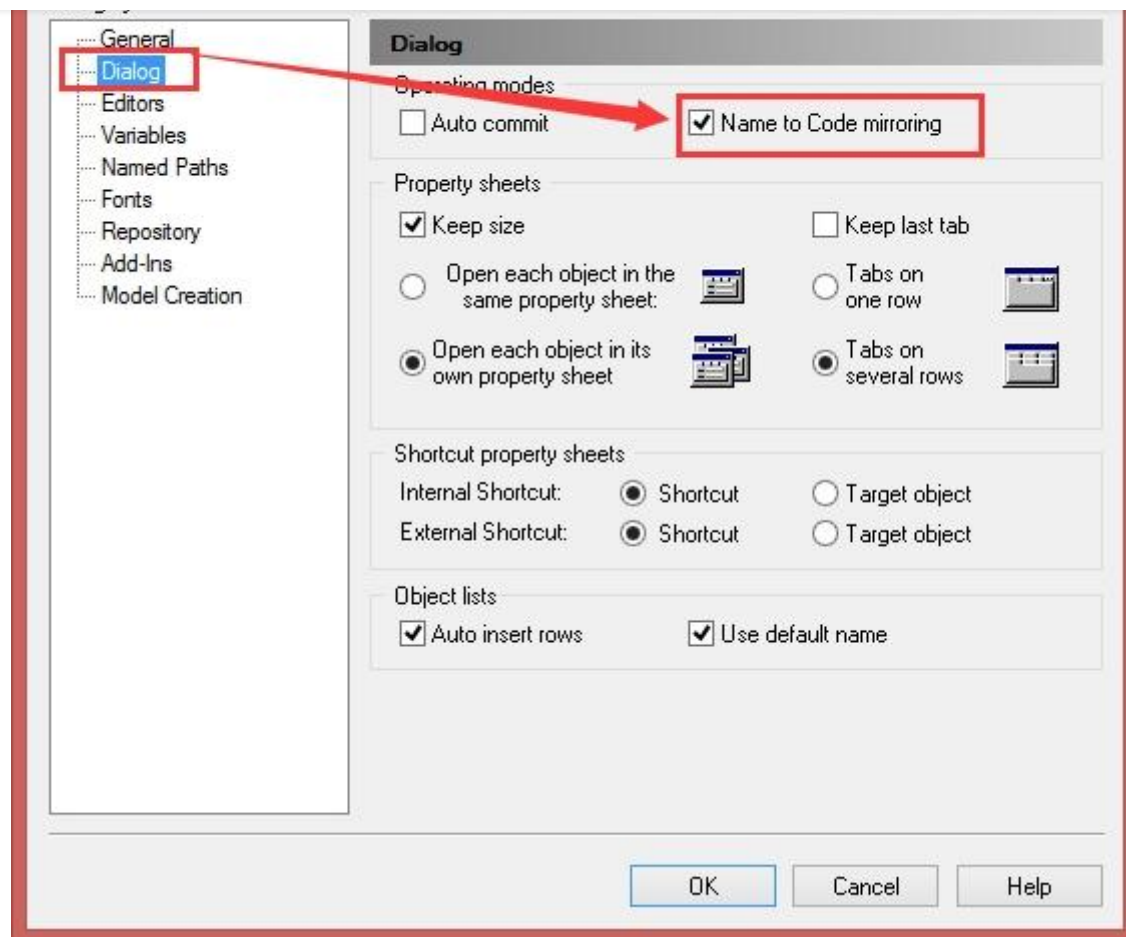 General
Dialog
Editors
Variables
Named Paths
Fonts
Repository
Add-Ins
Model Creation
Dialog
Operating modes
Auto commit
Name to Code mirroring
Property sheets
Keep size
Keep last tab
Open each object in the
same property sheet:
Tabs on
one row
Open each object in its
own property sheet
Tabs on
several rows
Shortcut property sheets
Internal Shortcut: Shortcut Target object
External Shortcut: Shortcut Target object
Object lists
Auto insert rows
Use default name
OK Cancel Help